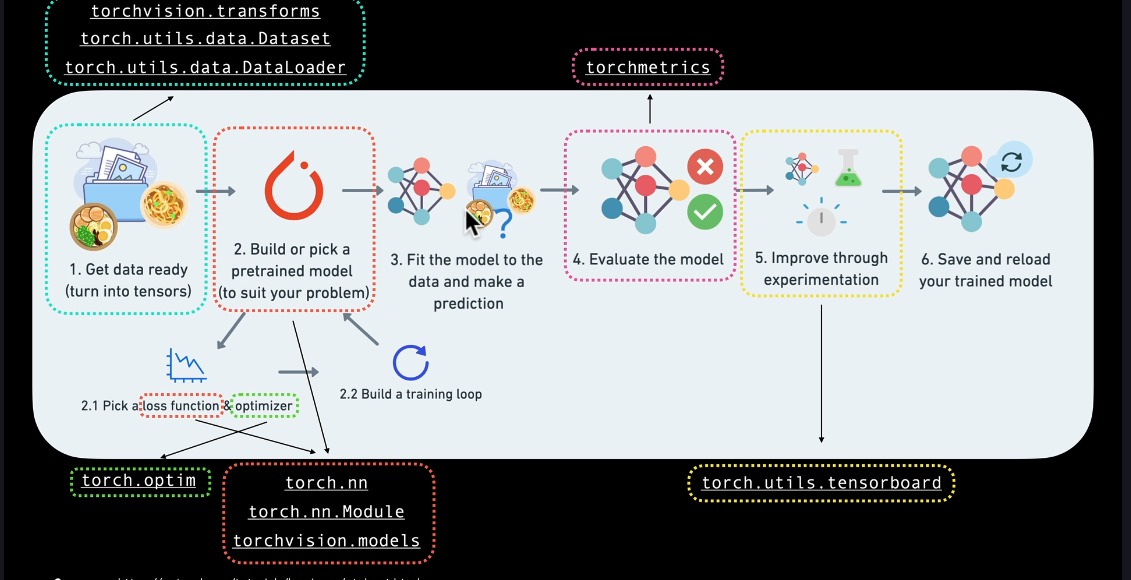 torchvision.transforms
torch.utils.data.Dataset
torch.utils.data.DataLoader
torchmetrics
1. Get data ready
(turn into tensors)
2. Build or pick a
pretrained model
(to suit your problem)
3. Fit the model to the
data and make a
prediction
?
4. Evaluate the model
5. Improve through
experimentation
6. Save and reload
your trained model
2.1 Pick a loss function & optimizer
2.2 Build a training loop
torch.optim
torch.nn
torch.nn.Module
torchvision.models
torch.utils.tensorboard